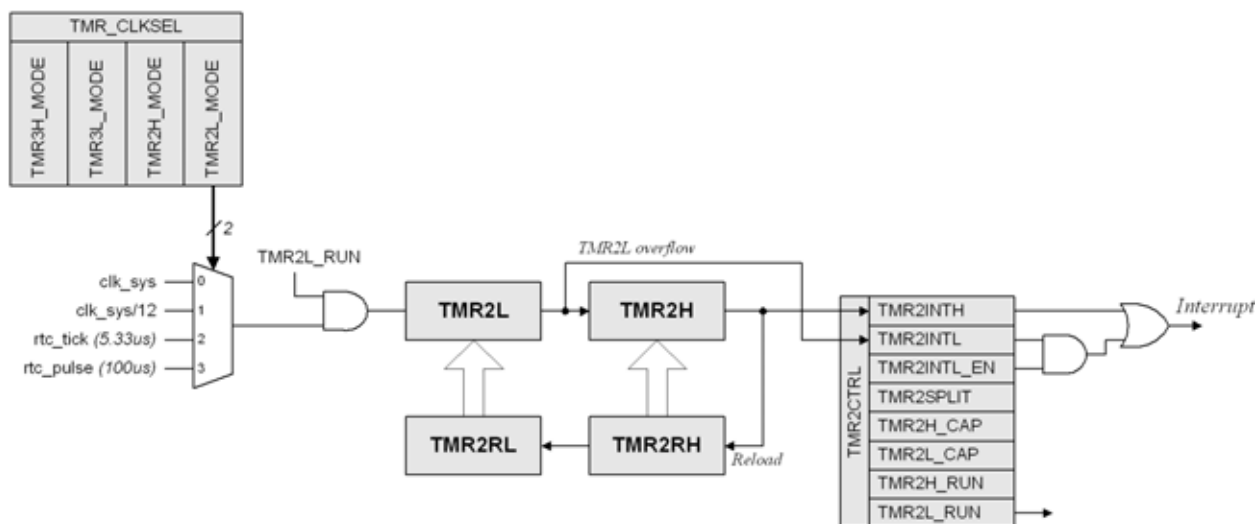 TMR_CLKSEL
TMR3H_MODE
TMR3L_MODE
TMR2H_MODE
TMR2L_MODE
2
TMR2L_RUN
clk_sys
0
clk_sys/12
1
rtc_tick (5.33us)
2
rtc_pulse (100us)
3
TMR2L overflow
TMR2L
TMR2H
TMR2RL
TMR2RH
Reload
TMR2CTRL
TMR2INTH
TMR2INTL
TMR2INTL_EN
TMR2SPLIT
TMR2H_CAP
TMR2L_CAP
TMR2H_RUN
TMR2L_RUN
Interrupt